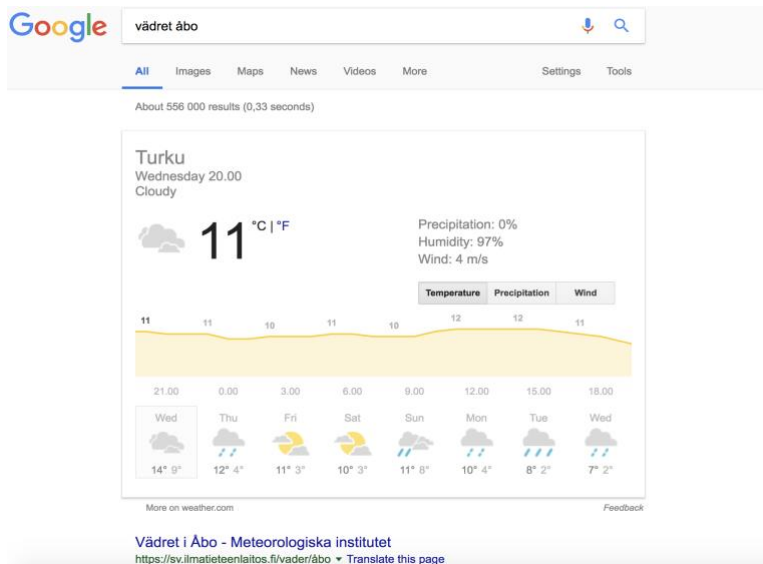 Google
vädret åbo
All Images Maps News Videos More Settings Tools
About 556 000 results (0,33 seconds)
Turku
Wednesday 20.00
Cloudy
11 °C | °F
Precipitation: 0%
Humidity: 97%
Wind: 4 m/s
Temperature Precipitation Wind
11 11 10 11 10 12 12 11
21.00 0.00 3.00 6.00 9.00 12.00 15.00 18.00
Wed Thu Fri Sat Sun Mon Tue Wed
14° 9° 12° 4° 11° 3° 10° 3° 11° 8° 10° 4° 8° 2° 7° 2°
More on weather.com Feedback
Vädret i Åbo - Meteorologiska institutet
https://sv.ilmatieteenlaitos.fi/vader/åbo Translate this page